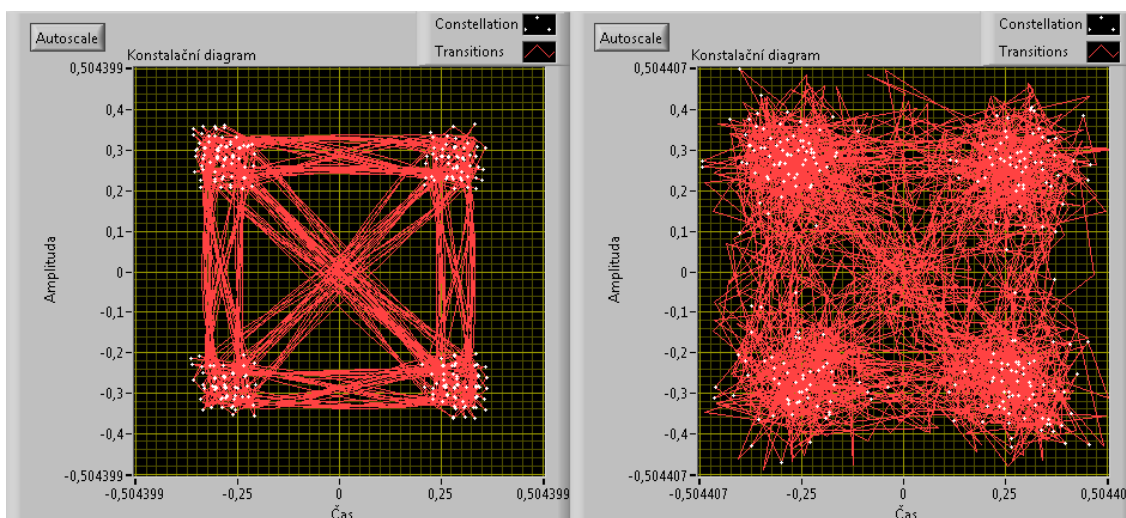 Autoscale
Constellation
Transitions
Konstalační diagram
0,504399
0,4
0,3
0,2
0,1
0
-0,1
-0,2
-0,3
-0,4
-0,504399
Amplituda
-0,504399 -0,25 0 0,25 0,504399
Čas
Autoscale
Constellation
Transitions
Konstalační diagram
0,504407
0,4
0,3
0,2
0,1
0
-0,1
-0,2
-0,3
-0,4
-0,504407
Amplituda
-0,504407 -0,25 0 0,25 0,50440
Čas